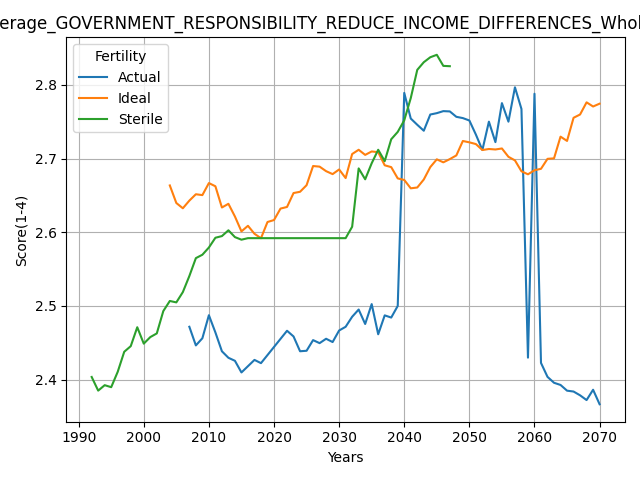 erage_GOVERNMENT_RESPONSIBILITY_REDUCE_INCOME_DIFFERENCES_Whol
Fertility
Actual
Ideal
Sterile
Score(1-4)
2.8
2.7
2.6
2.5
2.4
1990 2000 2010 2020 2030 2040 2050 2060 2070
Years